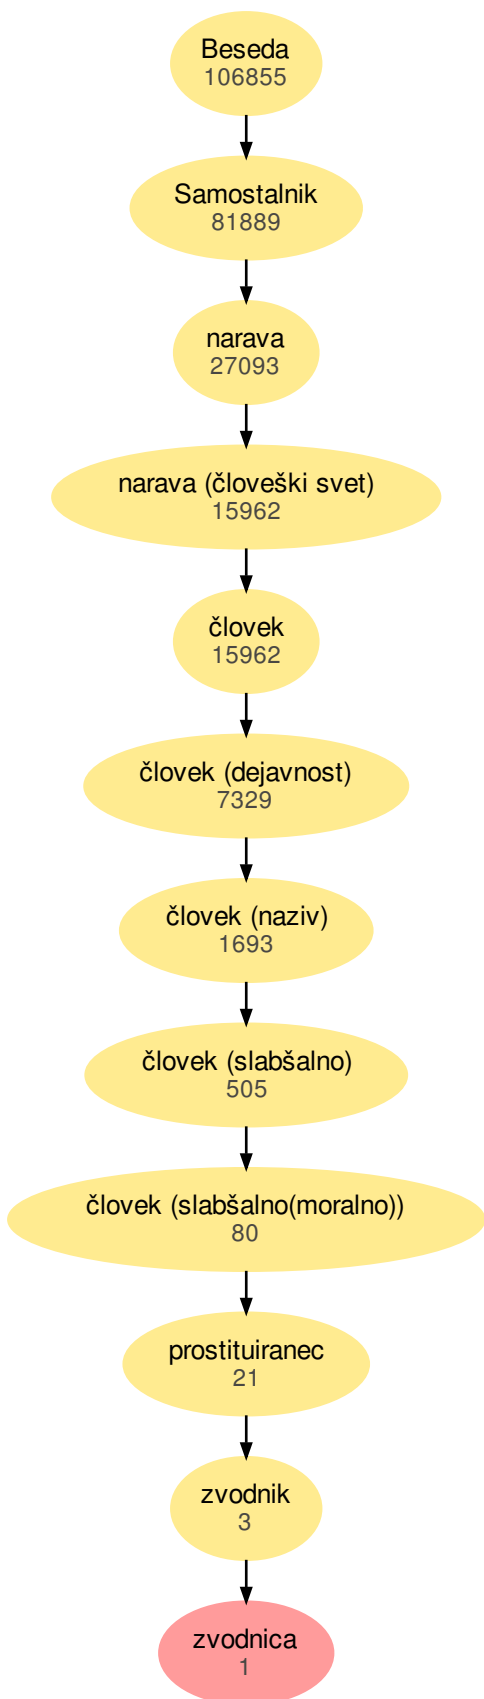 Beseda
106855
Samostalnik
81889
narava
27093
narava (človeški svet)
15962
človek
15962
človek (dejavnost)
7329
človek (naziv)
1693
človek (slabšalno)
505
človek (slabšalno(moralno))
80
prostituiranec
21
zvodnik
3
zvodnica
1